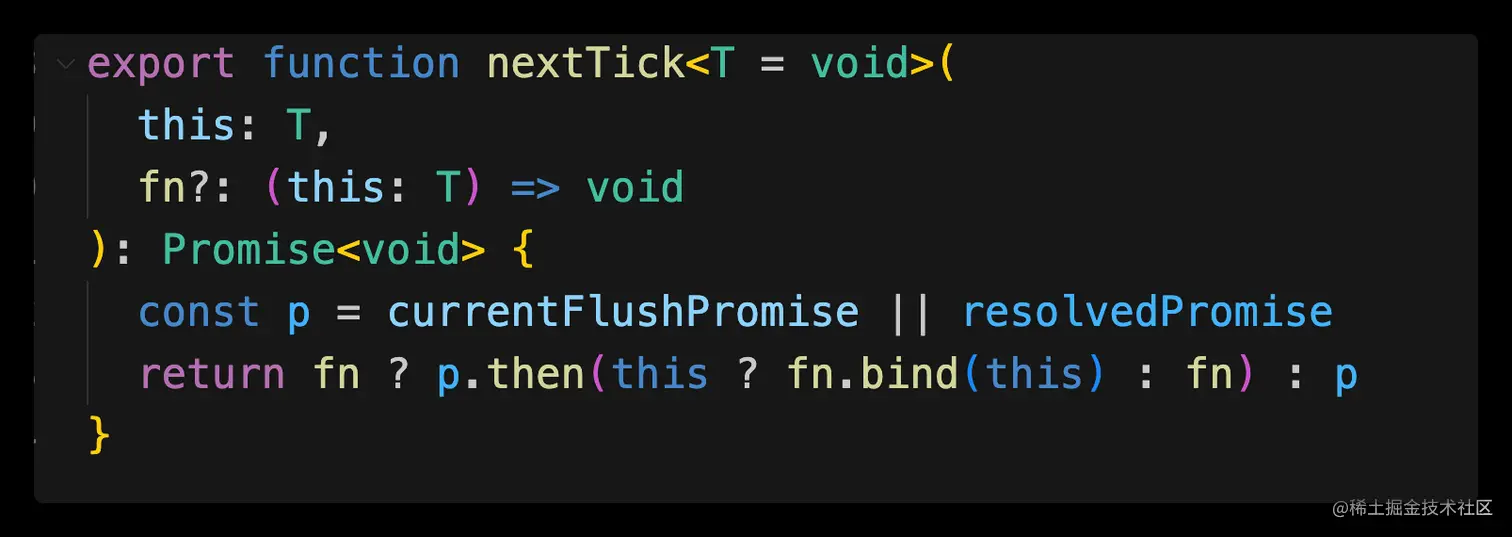 export function nextTick<T = void>(
  this: T,
  fn?: (this: T) => void
): Promise<void> {
  const p = currentFlushPromise || resolvedPromise
  return fn ? p.then(this ? fn.bind(this) : fn) : p
}
@稀土掘金技术社区